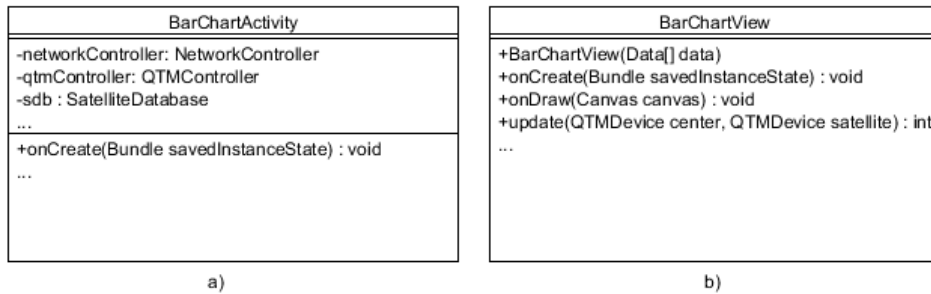 BarChartActivity
-networkController: NetworkController
-qtmController: QTMController
-sdb : SatelliteDatabase
...
+onCreate(Bundle savedInstanceState) : void
...
a)
BarChartView
+BarChartView(Data[] data)
+onCreate(Bundle savedInstanceState) : void
+onDraw(Canvas canvas) : void
+update(QTMDevice center, QTMDevice satellite) : int
...
b)